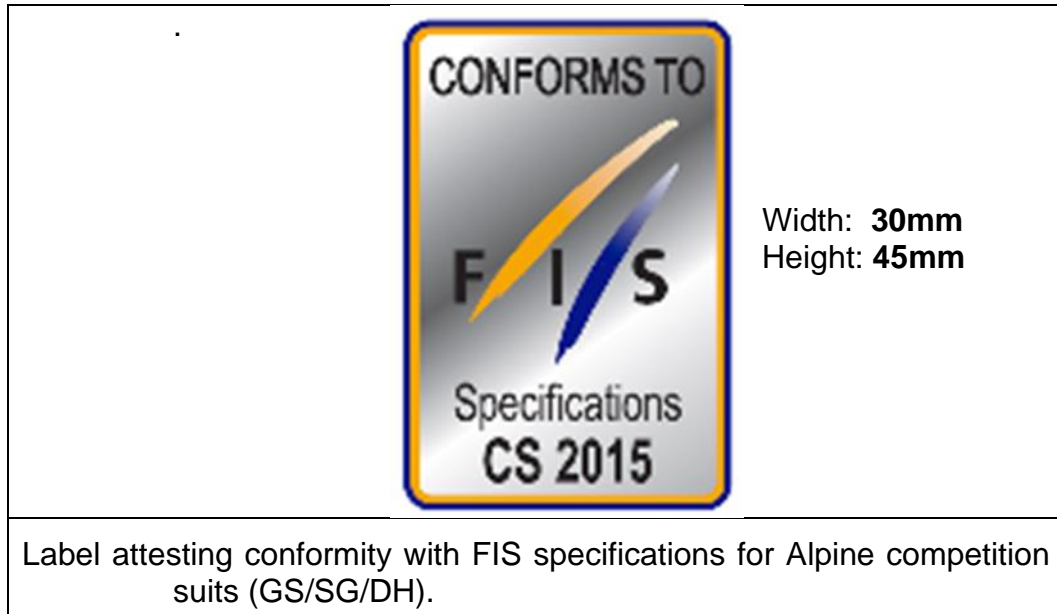 .
CONFORMS TO
F I S
Specifications
CS 2015
Width: 30mm
Height: 45mm
Label attesting conformity with FIS specifications for Alpine competition
suits (GS/SG/DH).